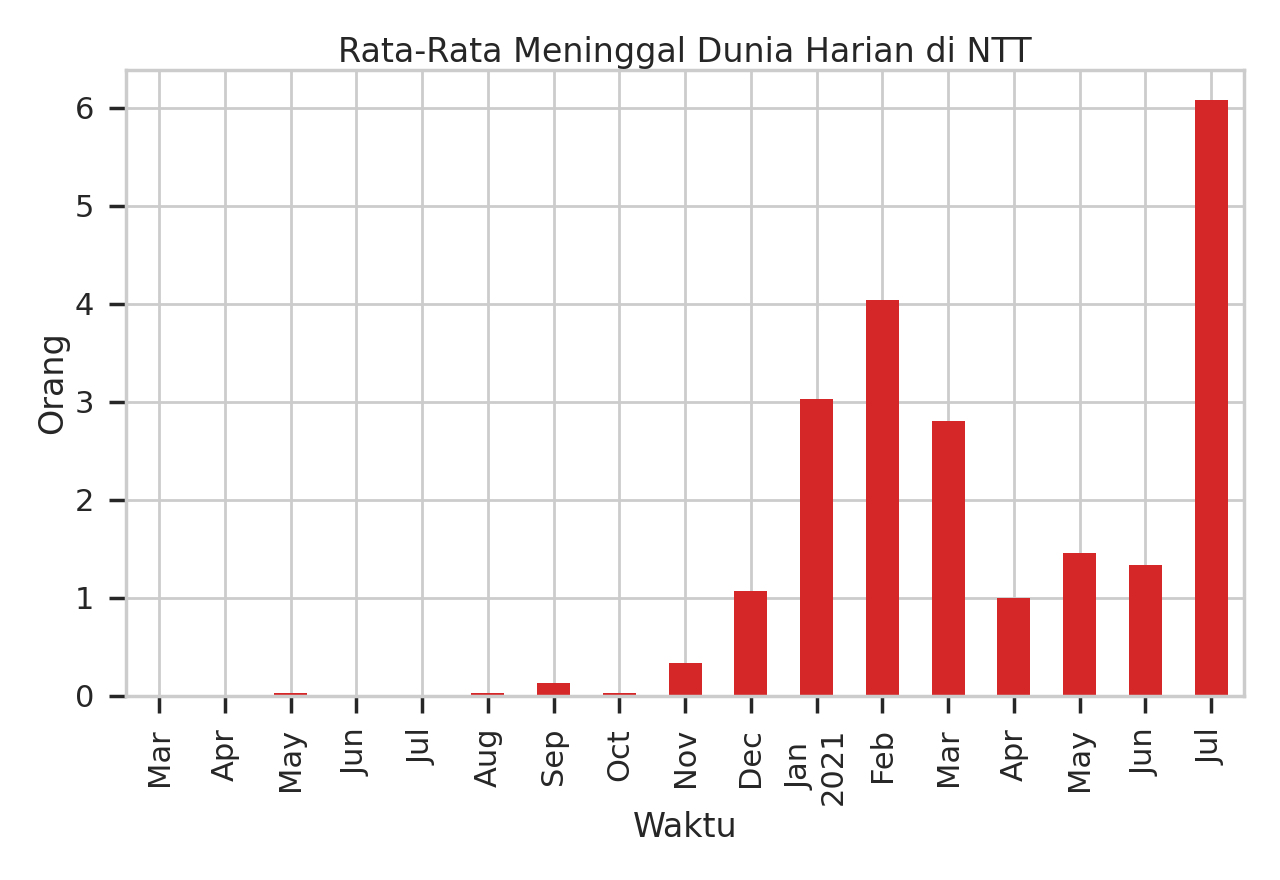 Rata-Rata Meninggal Dunia Harian di NTT
6
5
4
3
2
1
0
Orang
Mar
Apr
May
Jun
Jul
Aug
Sep
Oct
Nov
Dec
Jan
2021
Feb
Mar
Apr
May
Jun
Jul
Waktu